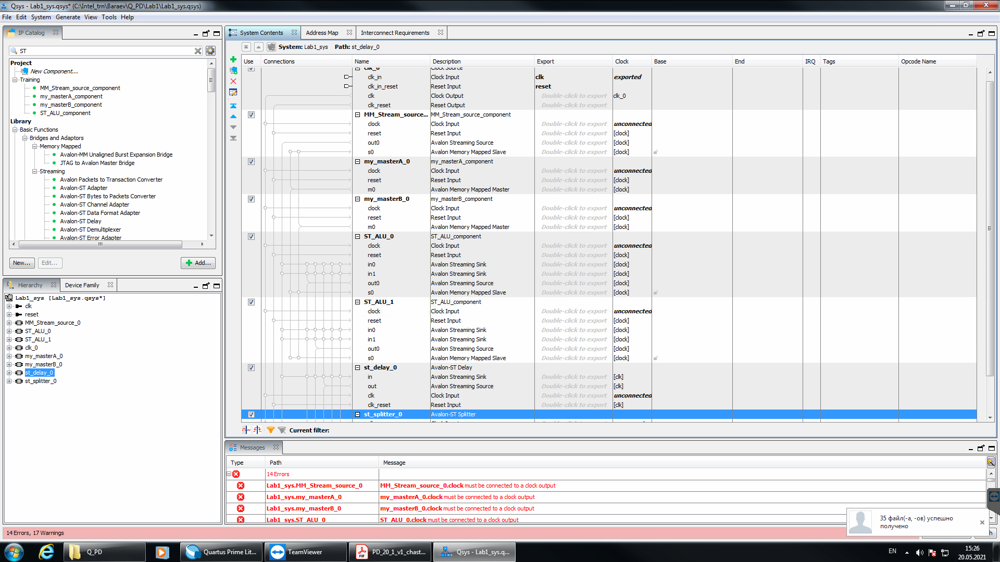 Qsys - Lab1_sys.qsys* (C:\Intel_trn\Baraev\Q_PD\Lab1\Lab1_sys.qsys)
File Edit System Generate View Tools Help
IP Catalog
ST
Project
New Component...
Training
MM_Stream_source_component
my_masterA_component
my_masterB_component
ST_ALU_component
Library
Basic Functions
Bridges and Adaptors
Memory Mapped
Avalon-MM Unaligned Burst Expansion Bridge
JTAG to Avalon Master Bridge
Streaming
Avalon Packets to Transaction Converter
Avalon-ST Adapter
Avalon-ST Bytes to Packets Converter
Avalon-ST Channel Adapter
Avalon-ST Data Format Adapter
Avalon-ST Delay
Avalon-ST Demultiplexer
Avalon-ST Error Adapter
New... Edit... Add...
Hierarchy Device Family
Lab1_sys [Lab1_sys.qsys*]
clk
reset
MM_Stream_source_0
ST_ALU_0
ST_ALU_1
clk_0
my_masterA_0
my_masterB_0
st_delay_0
st_splitter_0
System Contents Address Map Interconnect Requirements
System: Lab1_sys Path: st_delay_0
Use Connections Name Description Export Clock Base End IRQ Tags Opcode Name
clk_0 Clock Source
clk_in Clock Input clk exported
clk_in_reset Reset Input reset
clk Clock Output Double-click to export clk_0
clk_reset Reset Output Double-click to export
MM_Stream_source... MM_Stream_source_component
clock Clock Input Double-click to export unconnected
reset Reset Input Double-click to export [clock]
out0 Avalon Streaming Source Double-click to export [clock]
s0 Avalon Memory Mapped Slave Double-click to export [clock]
my_masterA_0 my_masterA_component
clock Clock Input Double-click to export unconnected
reset Reset Input Double-click to export [clock]
m0 Avalon Memory Mapped Master Double-click to export [clock]
my_masterB_0 my_masterB_component
clock Clock Input Double-click to export unconnected
reset Reset Input Double-click to export [clock]
m0 Avalon Memory Mapped Master Double-click to export [clock]
ST_ALU_0 ST_ALU_component
clock Clock Input Double-click to export unconnected
reset Reset Input Double-click to export [clock]
in0 Avalon Streaming Sink Double-click to export [clock]
in1 Avalon Streaming Sink Double-click to export [clock]
out0 Avalon Streaming Source Double-click to export [clock]
s0 Avalon Memory Mapped Slave Double-click to export [clock]
ST_ALU_1 ST_ALU_component
clock Clock Input Double-click to export unconnected
reset Reset Input Double-click to export [clock]
in0 Avalon Streaming Sink Double-click to export [clock]
in1 Avalon Streaming Sink Double-click to export [clock]
out0 Avalon Streaming Source Double-click to export [clock]
s0 Avalon Memory Mapped Slave Double-click to export [clock]
st_delay_0 Avalon-ST Delay
in Avalon Streaming Sink Double-click to export [clk]
out Avalon Streaming Source Double-click to export [clk]
clk Clock Input Double-click to export unconnected
clk_reset Reset Input Double-click to export [clk]
st_splitter_0 Avalon-ST Splitter
Current filter:
Messages
Type Path Message
14 Errors
Lab1_sys.MM_Stream_source_0 MM_Stream_source_0.clock must be connected to a clock output
Lab1_sys.my_masterA_0 my_masterA_0.clock must be connected to a clock output
Lab1_sys.my_masterB_0 my_masterB_0.clock must be connected to a clock output
Lab1_sys.ST_ALU_0 ST_ALU_0.clock must be connected to a clock output
35 файл(-а, -ов) успешно
получено
14 Errors, 17 Warnings
Q_PD Quartus Prime Lit... TeamViewer PD_20_1_v1_chast... Qsys - Lab1_sys.q... EN 15:26
20.05.2021